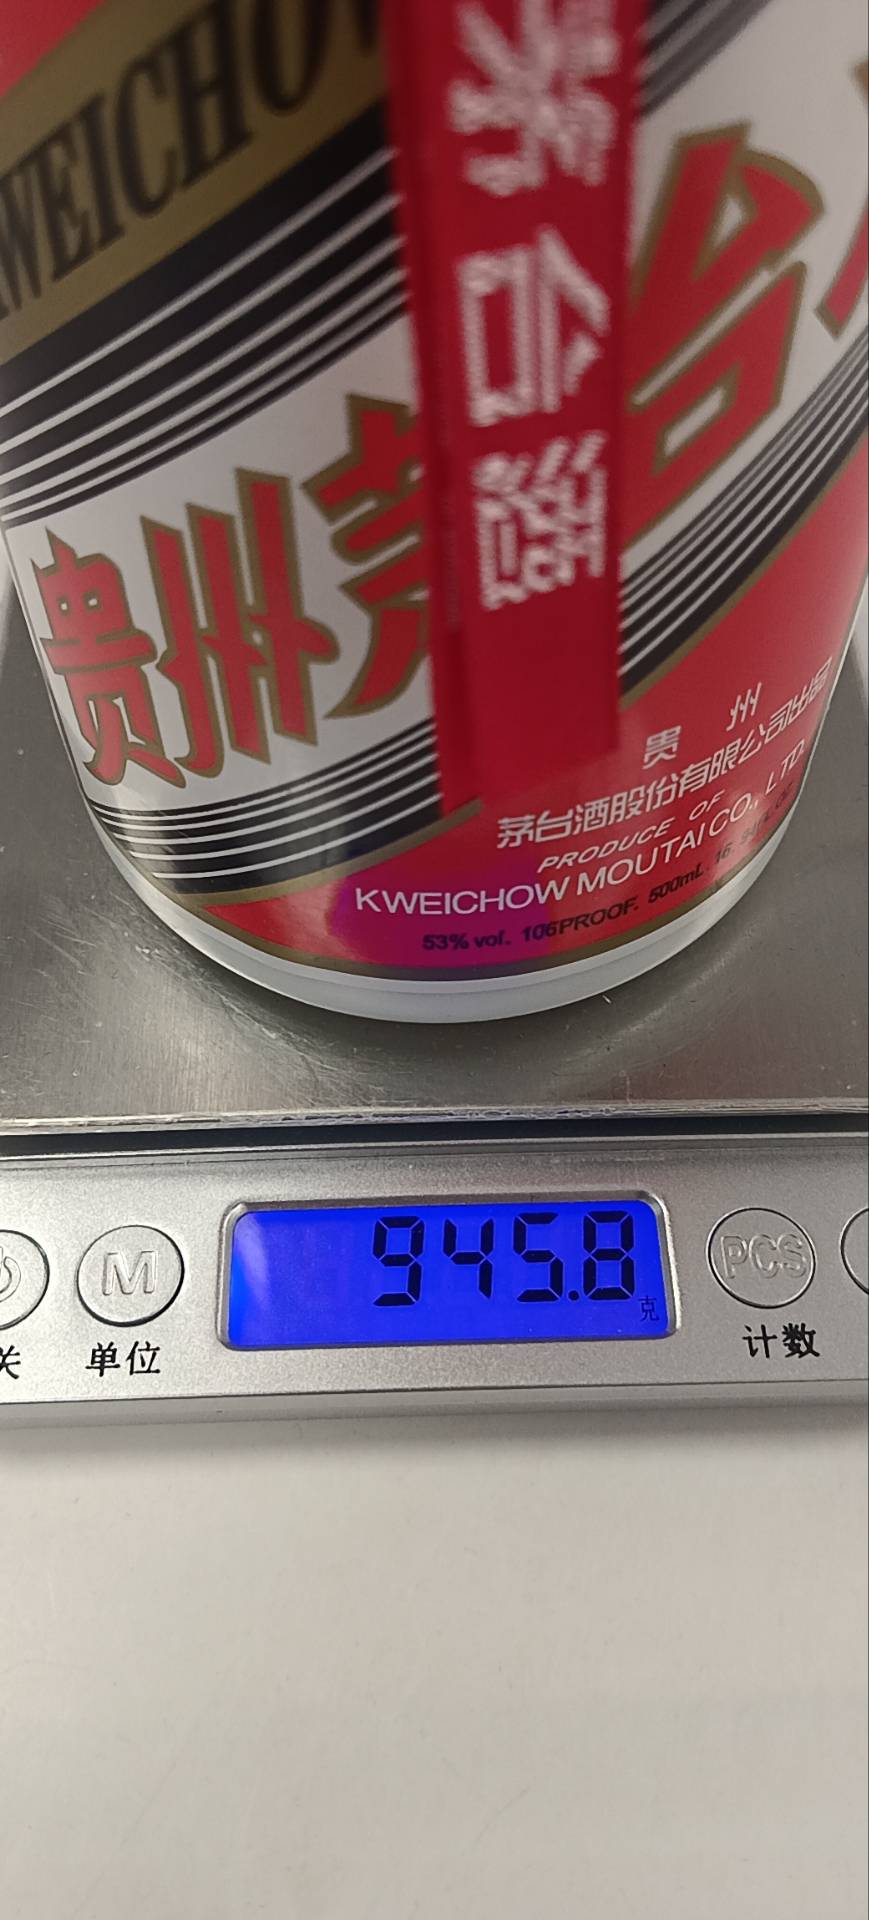 KWEICHOW
茅台酒
贵州茅台
贵州
茅台酒股份有限公司出品
PRODUCE OF
KWEICHOW MOUTAI CO., LTD.
53% vol. 106PROOF. 500mL.
945.8
克
M
PCS
关
单位
计数